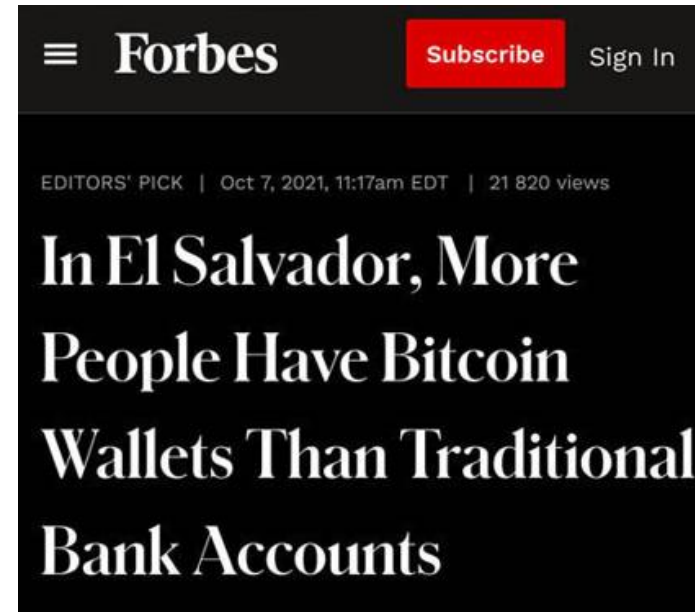 Forbes Subscribe Sign In
EDITORS' PICK | Oct 7, 2021, 11:17am EDT | 21 820 views
In El Salvador, More
People Have Bitcoin
Wallets Than Traditional
Bank Accounts